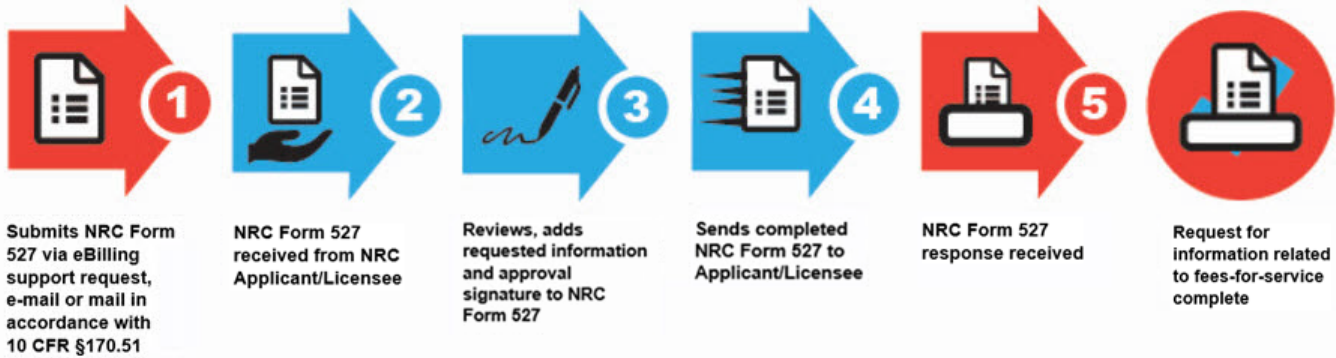 1
2
3
4
5
Submits NRC Form
527 via eBilling
support request,
e-mail or mail in
accordance with
10 CFR §170.51
NRC Form 527
received from NRC
Applicant/Licensee
Reviews, adds
requested information
and approval
signature to NRC
Form 527
Sends completed
NRC Form 527 to
Applicant/Licensee
NRC Form 527
response received
Request for
information related
to fees-for-service
complete